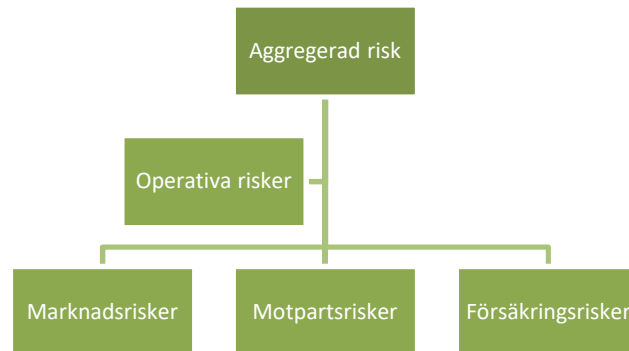 Aggregerad risk
Operativa risker
Marknadsrisker
Motpartsrisker
Försäkringsrisker